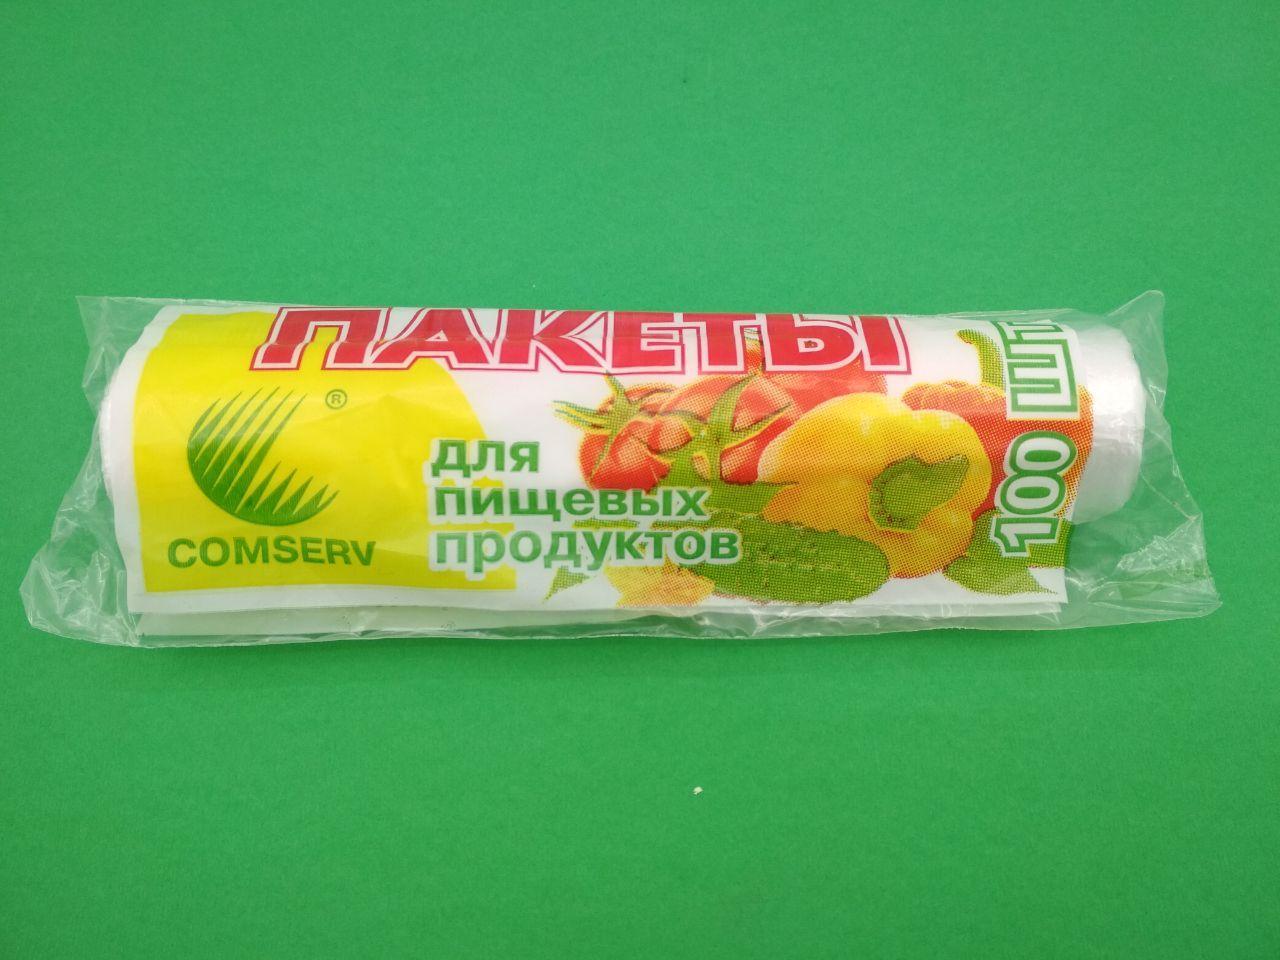 ПАКЕТЫ
®
COMSERV
для
пищевых
продуктов
100 шт